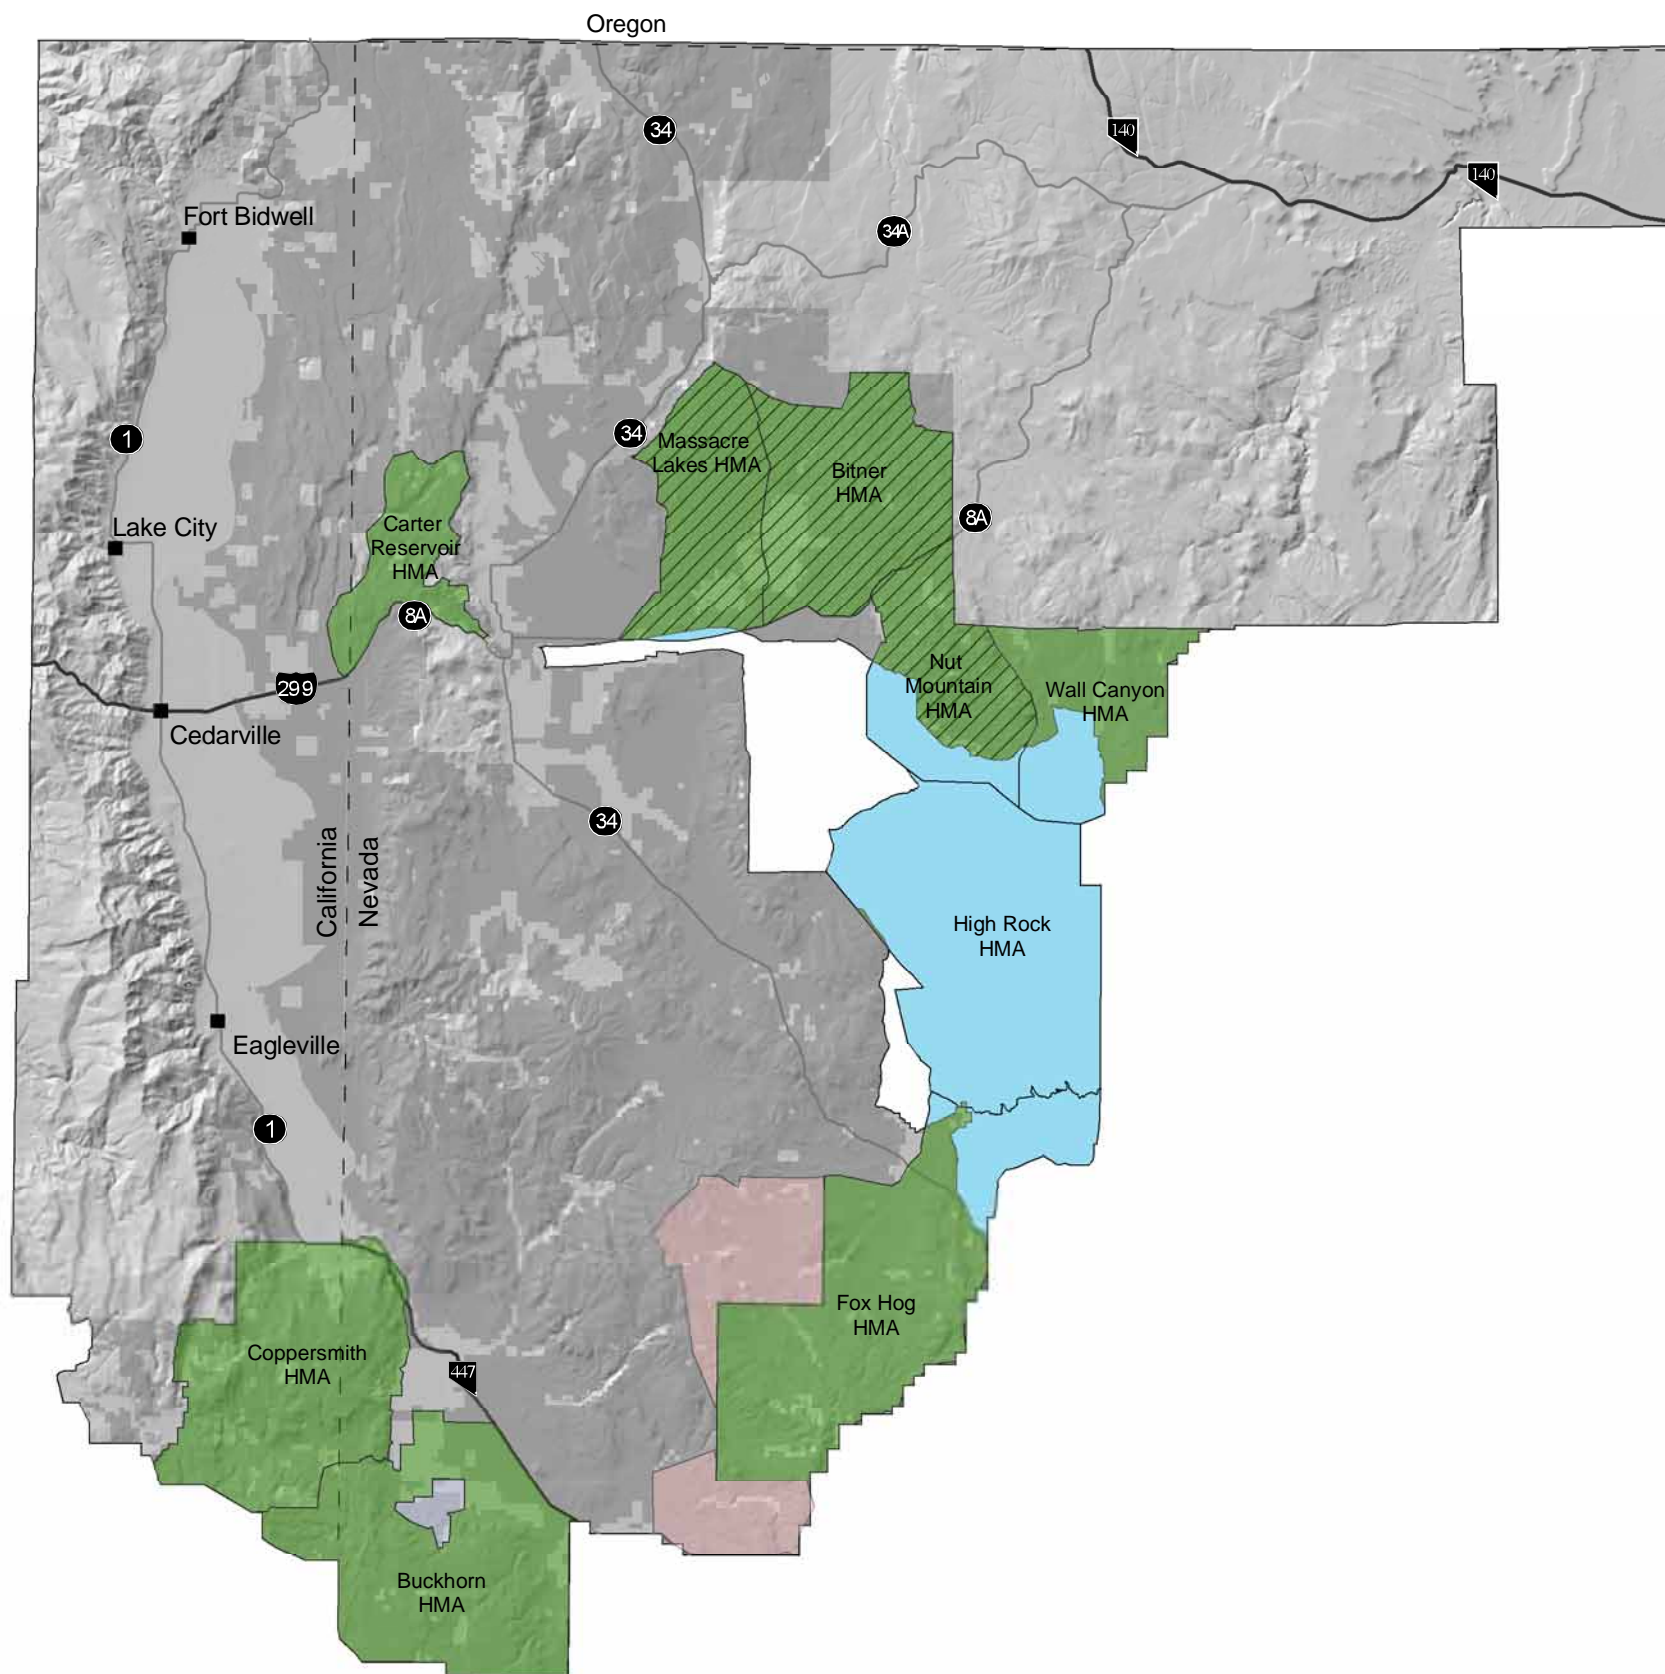 Oregon
34
140
140
Fort Bidwell
34A
1
34
Massacre
Lakes HMA
Bitner
HMA
8A
Lake City
Carter
Reservoir
HMA
8A
Nut
Mountain
HMA
Wall Canyon
HMA
299
Cedarville
34
California
Nevada
High Rock
HMA
Eagleville
1
Fox Hog
HMA
Coppersmith
HMA
447
Buckhorn
HMA